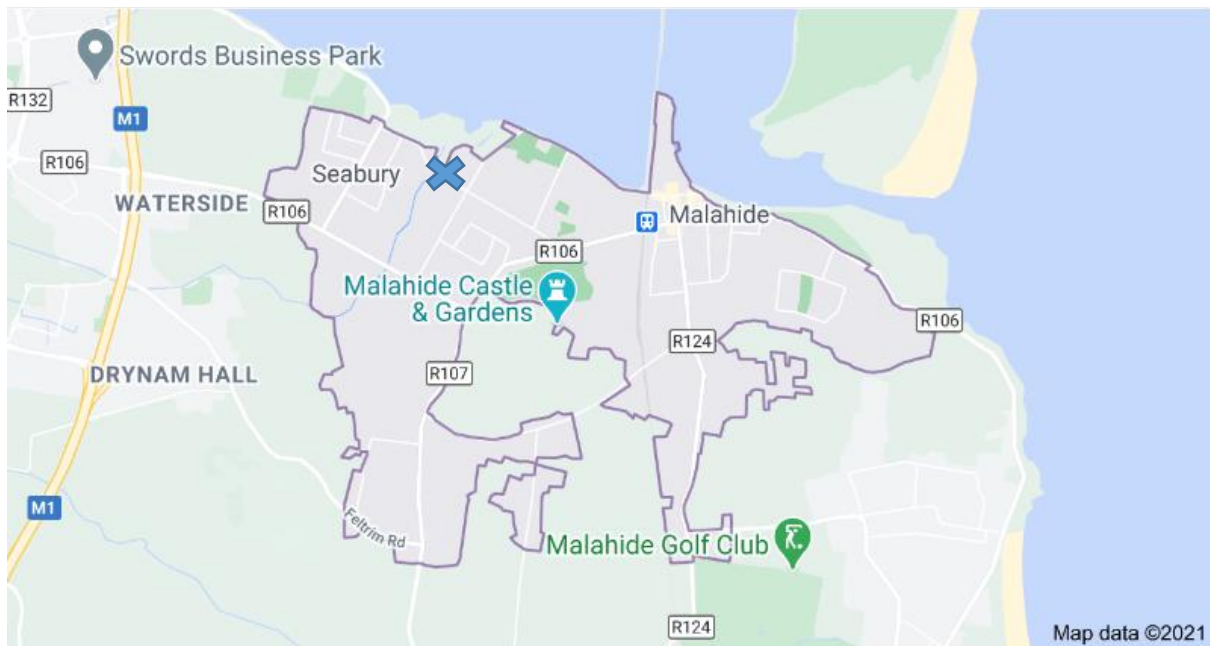 Swords Business Park
R132
M1
R106
Seabury
WATERSIDE
R106
Malahide
R106
Malahide Castle
& Gardens
R106
R124
DRYNAM HALL
R107
M1
Feltrim Rd
Malahide Golf Club
R124
Map data ©2021